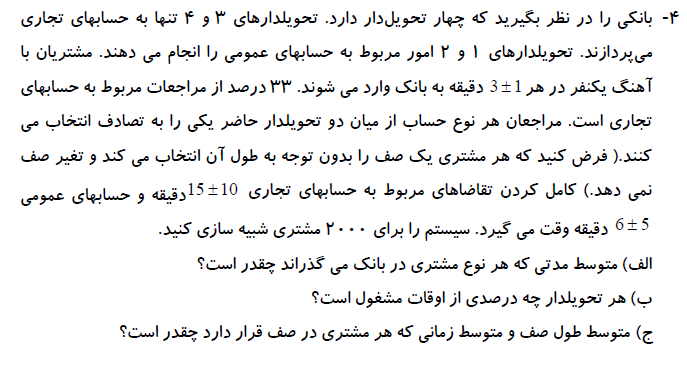 ۴- بانکی را در نظر بگیرید که چهار تحویل‌دار دارد. تحویلدارهای ۳ و ۴ تنها به حسابهای تجاری
می‌پردازند. تحویلدارهای ۱ و ۲ امور مربوط به حسابهای عمومی را انجام می دهند. مشتریان با
آهنگ یکنفر در هر 3±1 دقیقه به بانک وارد می شوند. ۳۳ درصد از مراجعات مربوط به حسابهای
تجاری است. مراجعان هر نوع حساب از میان دو تحویلدار حاضر یکی را به تصادف انتخاب می
کنند.( فرض کنید که هر مشتری یک صف را بدون توجه به طول آن انتخاب می کند و تغیر صف
نمی دهد.) کامل کردن تقاضاهای مربوط به حسابهای تجاری 15±10 دقیقه و حسابهای عمومی
6±5 دقیقه وقت می گیرد. سیستم را برای ۲۰۰۰ مشتری شبیه سازی کنید.
الف) متوسط مدتی که هر نوع مشتری در بانک می گذراند چقدر است؟
ب) هر تحویلدار چه درصدی از اوقات مشغول است؟
ج) متوسط طول صف و متوسط زمانی که هر مشتری در صف قرار دارد چقدر است؟